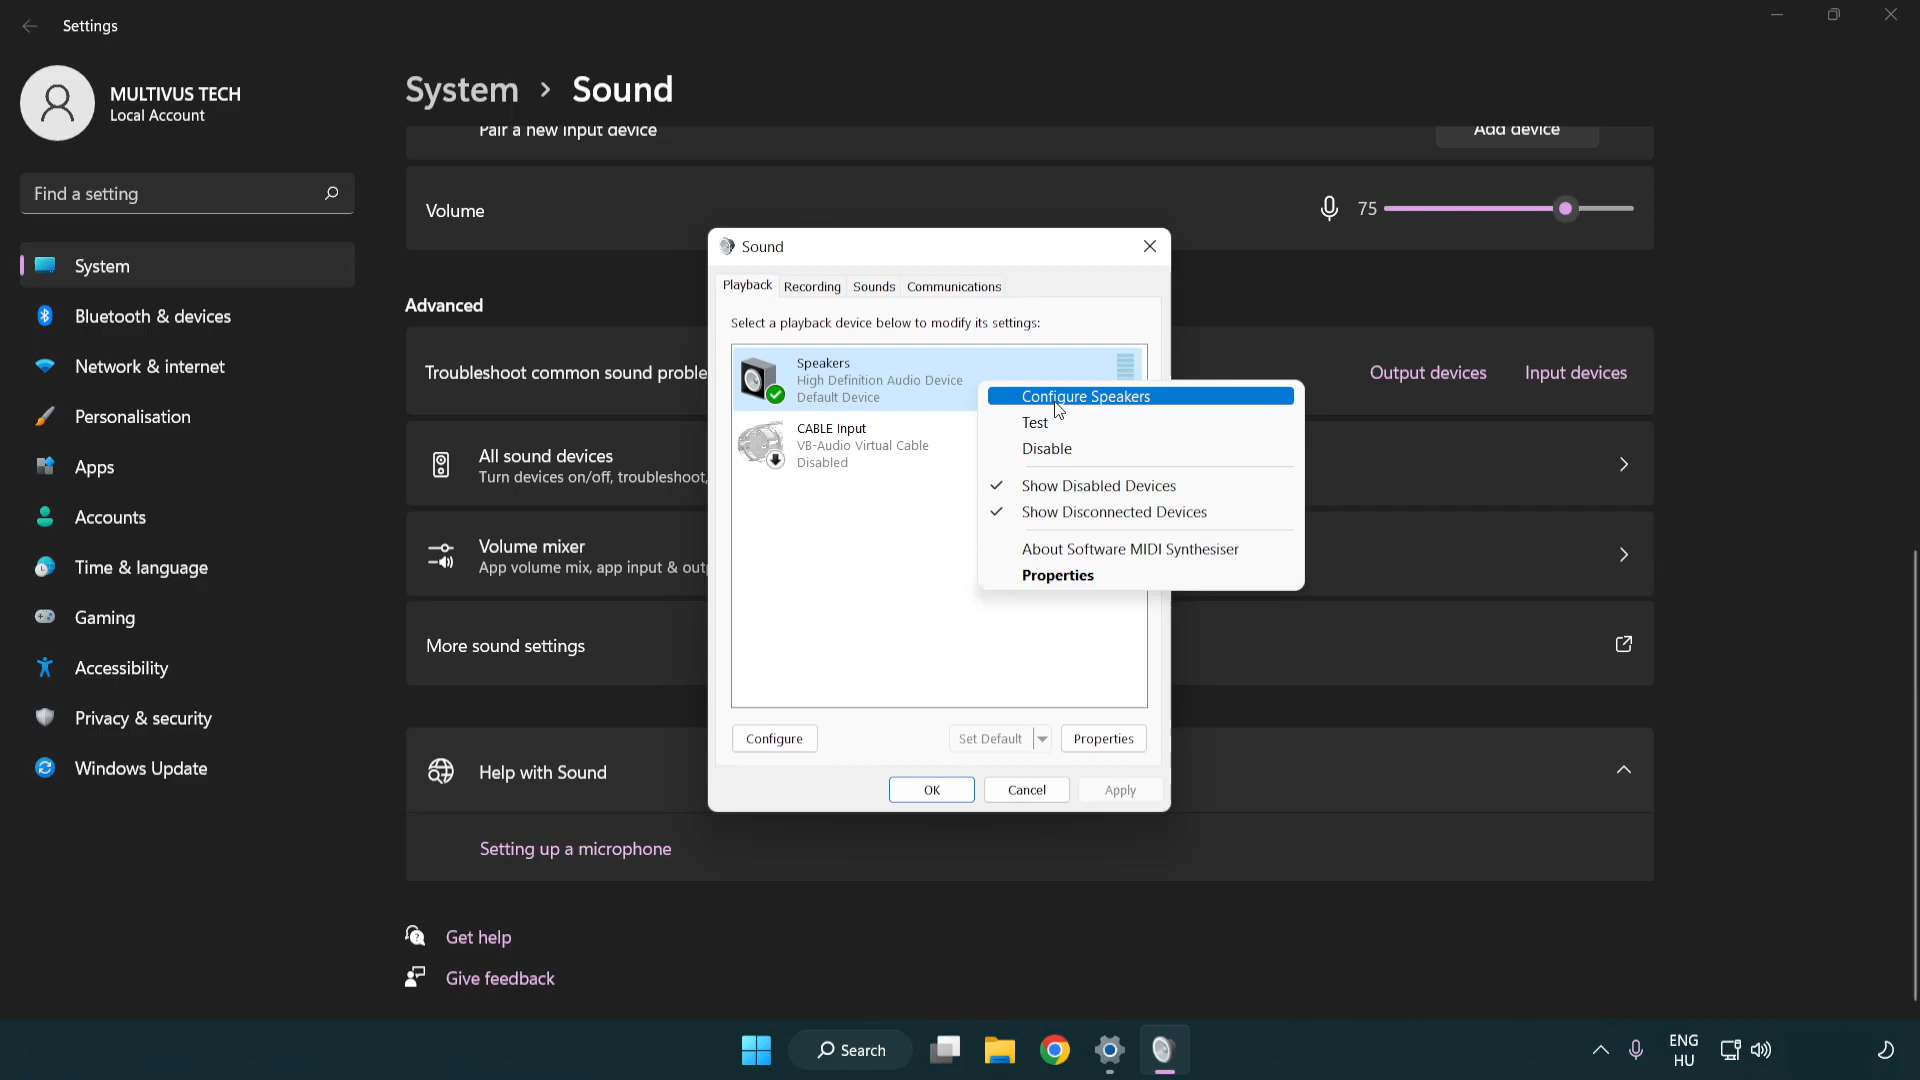 Settings
MULTIVUS TECH
Local Account
Find a setting
System
Bluetooth & devices
Network & internet
Personalisation
Apps
Accounts
Time & language
Gaming
Accessibility
Privacy & security
Windows Update
System > Sound
Pair a new input device
Add device
Volume
75
Advanced
Troubleshoot common sound proble
Output devices
Input devices
All sound devices
Turn devices on/off, troubleshoot,
Volume mixer
App volume mix, app input & outp
More sound settings
Help with Sound
Setting up a microphone
Get help
Give feedback
Sound
Playback
Recording
Sounds
Communications
Select a playback device below to modify its settings:
Speakers
High Definition Audio Device
Default Device
CABLE Input
VB-Audio Virtual Cable
Disabled
Configure Speakers
Test
Disable
Show Disabled Devices
Show Disconnected Devices
About Software MIDI Synthesiser
Properties
Configure
Set Default
Properties
OK
Cancel
Apply
Search
ENG
HU